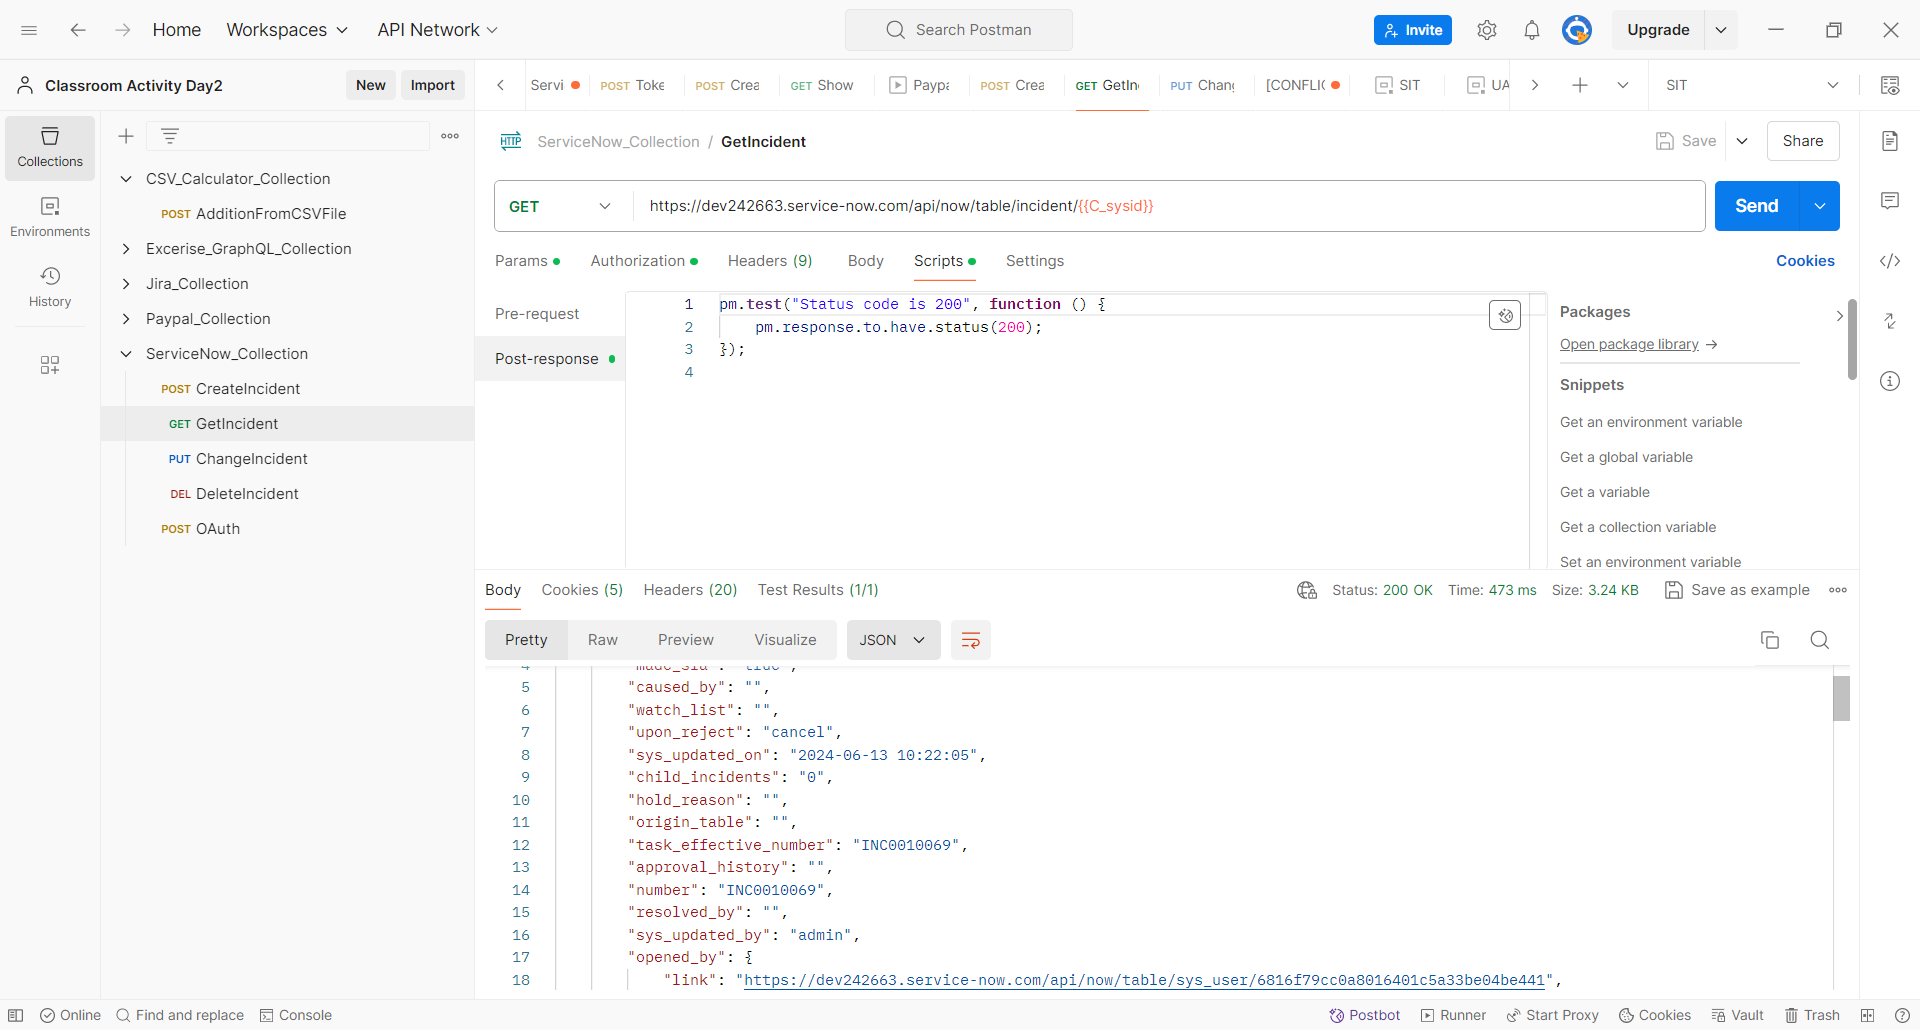 Home
Workspaces
API Network
Search Postman
Invite
Upgrade
Classroom Activity Day2
New
Import
Servi
POST Toke
POST Crea
GET Show
Paypa
POST Crea
GET GetIn
PUT Chang
[CONFLIC
SIT
UA
SIT
Collections
Environments
History
CSV_Calculator_Collection
POST AdditionFromCSVFile
Excerise_GraphQL_Collection
Jira_Collection
Paypal_Collection
ServiceNow_Collection
POST CreateIncident
GET GetIncident
PUT ChangeIncident
DEL DeleteIncident
POST OAuth
HTTP ServiceNow_Collection / GetIncident
Save
Share
GET
https://dev242663.service-now.com/api/now/table/incident/{{C_sysid}}
Send
Params
Authorization
Headers (9)
Body
Scripts
Settings
Cookies
Pre-request
Post-response
1 pm.test("Status code is 200", function () {
2 pm.response.to.have.status(200);
3 });
4
Packages
Open package library →
Snippets
Get an environment variable
Get a global variable
Get a variable
Get a collection variable
Set an environment variable
Body
Cookies (5)
Headers (20)
Test Results (1/1)
Status: 200 OK
Time: 473 ms
Size: 3.24 KB
Save as example
Pretty
Raw
Preview
Visualize
JSON
4 "made_sla": "true",
5 "caused_by": "",
6 "watch_list": "",
7 "upon_reject": "cancel",
8 "sys_updated_on": "2024-06-13 10:22:05",
9 "child_incidents": "0",
10 "hold_reason": "",
11 "origin_table": "",
12 "task_effective_number": "INC0010069",
13 "approval_history": "",
14 "number": "INC0010069",
15 "resolved_by": "",
16 "sys_updated_by": "admin",
17 "opened_by": {
18 "link": "https://dev242663.service-now.com/api/now/table/sys_user/6816f79cc0a8016401c5a33be04be441",
Online
Find and replace
Console
Postbot
Runner
Start Proxy
Cookies
Vault
Trash